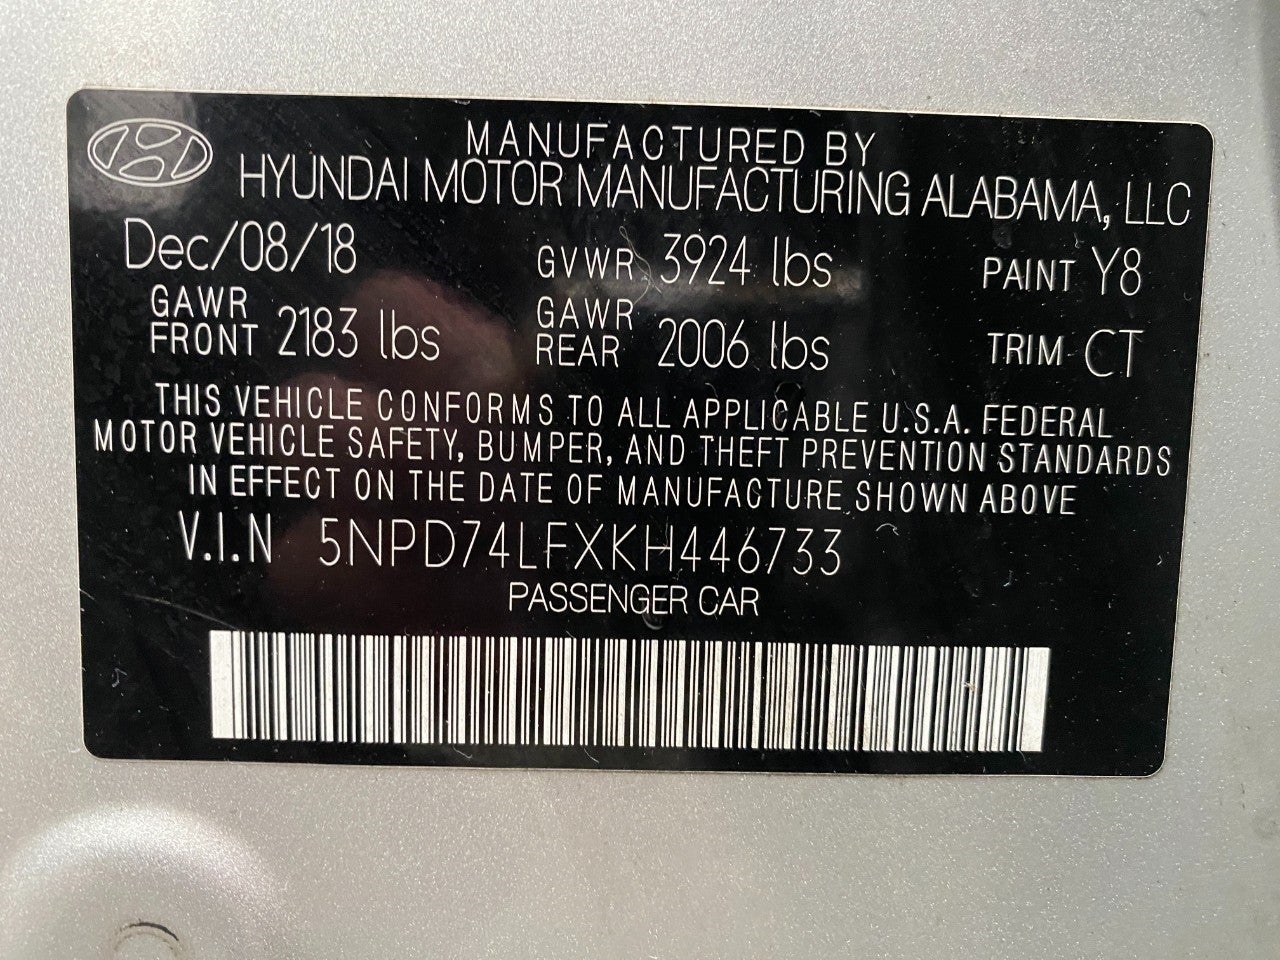 MANUFACTURED BY
HYUNDAI MOTOR MANUFACTURING ALABAMA, LLC
Dec/08/18 GVWR 3924 lbs PAINT Y8
GAWR FRONT 2183 lbs GAWR REAR 2006 lbs TRIM CT
THIS VEHICLE CONFORMS TO ALL APPLICABLE U.S.A. FEDERAL
MOTOR VEHICLE SAFETY, BUMPER, AND THEFT PREVENTION STANDARDS
IN EFFECT ON THE DATE OF MANUFACTURE SHOWN ABOVE
V.I.N 5NPD74LFXKH446733
PASSENGER CAR